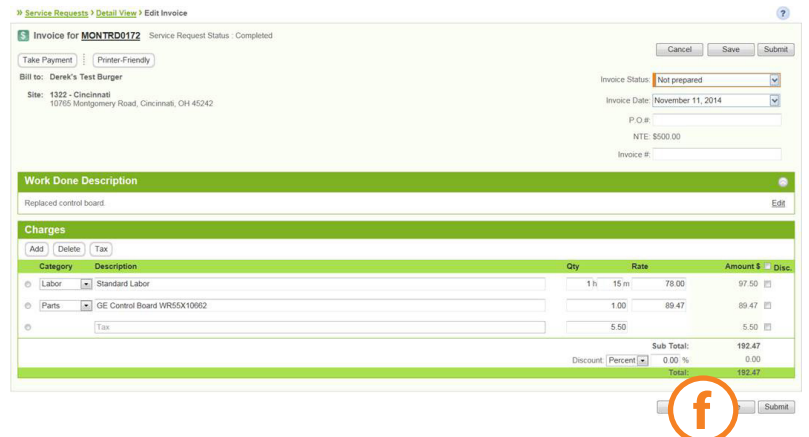 » Service Requests > Detail View > Edit Invoice ?
$ Invoice for MONTRD0172 Service Request Status : Completed
Cancel Save Submit
Take Payment Printer-Friendly
Bill to: Derek's Test Burger
Invoice Status: Not prepared
Site: 1322 - Cincinnati
10765 Montgomery Road, Cincinnati, OH 45242
Invoice Date: November 11, 2014
P.O.#:
NTE: $500.00
Invoice #:
Work Done Description
Replaced control board. Edit
Charges
Add Delete Tax
Category Description Qty Rate Amount $ Disc.
Labor Standard Labor 1 h 15 m 78.00 97.50
Parts GE Control Board WR55X10662 1.00 89.47 89.47
Tax 5.50 5.50
Sub Total: 192.47
Discount: Percent 0.00 % 0.00
Total: 192.47
f Submit